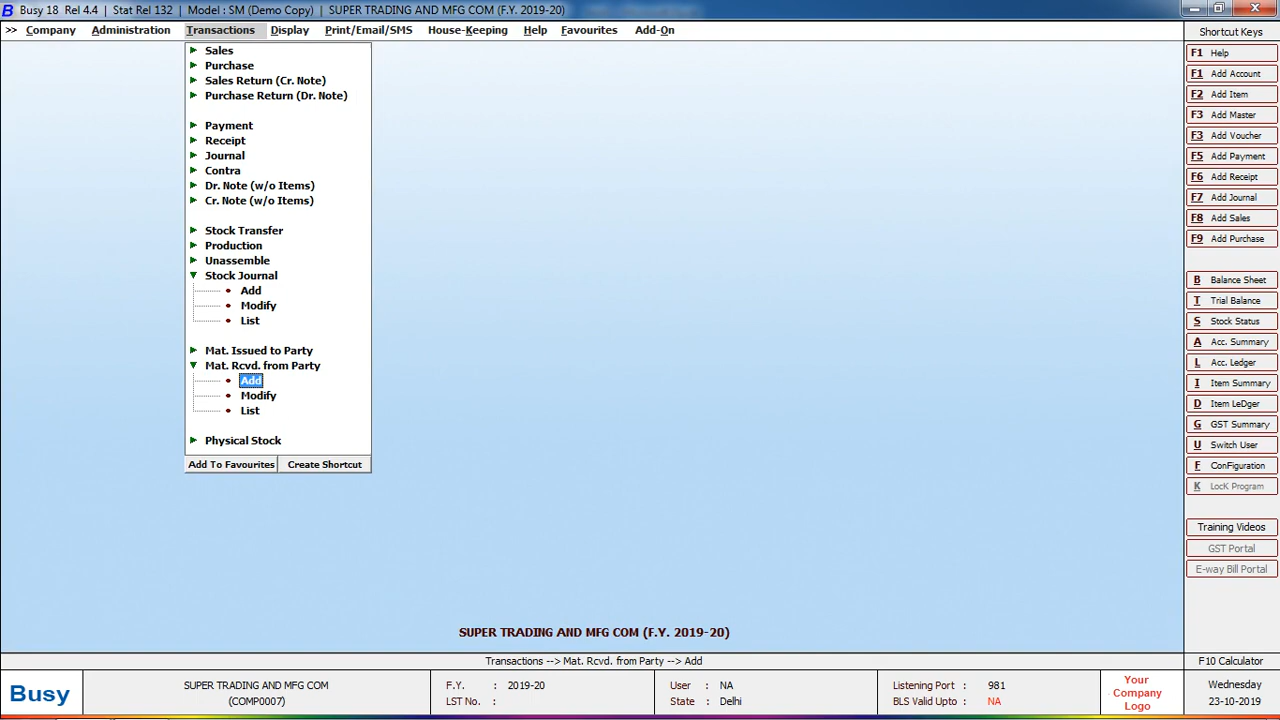 Busy 18 Rel 4.4 | Stat Rel 132 | Model : SM (Demo Copy) | SUPER TRADING AND MFG COM (F.Y. 2019-20)
>> Company Administration Transactions Display Print/Email/SMS House-Keeping Help Favourites Add-On
Shortcut Keys
Sales
Purchase
Sales Return (Cr. Note)
Purchase Return (Dr. Note)
Payment
Receipt
Journal
Contra
Dr. Note (w/o Items)
Cr. Note (w/o Items)
Stock Transfer
Production
Unassemble
Stock Journal
Add
Modify
List
Mat. Issued to Party
Mat. Rcvd. from Party
Add
Modify
List
Physical Stock
Add To Favourites Create Shortcut
F1 Help
F1 Add Account
F2 Add Item
F3 Add Master
F3 Add Voucher
F5 Add Payment
F6 Add Receipt
F7 Add Journal
F8 Add Sales
F9 Add Purchase
B Balance Sheet
T Trial Balance
S Stock Status
A Acc. Summary
L Acc. Ledger
I Item Summary
D Item LeDger
G GST Summary
U Switch User
F ConFiguration
K LocK Program
Training Videos
GST Portal
E-way Bill Portal
SUPER TRADING AND MFG COM (F.Y. 2019-20)
Transactions --> Mat. Rcvd. from Party --> Add
F10 Calculator
Busy
SUPER TRADING AND MFG COM
(COMP0007)
F.Y. : 2019-20
LST No. :
User : NA
State : Delhi
Listening Port : 981
BLS Valid Upto : NA
Your
Company
Logo
Wednesday
23-10-2019